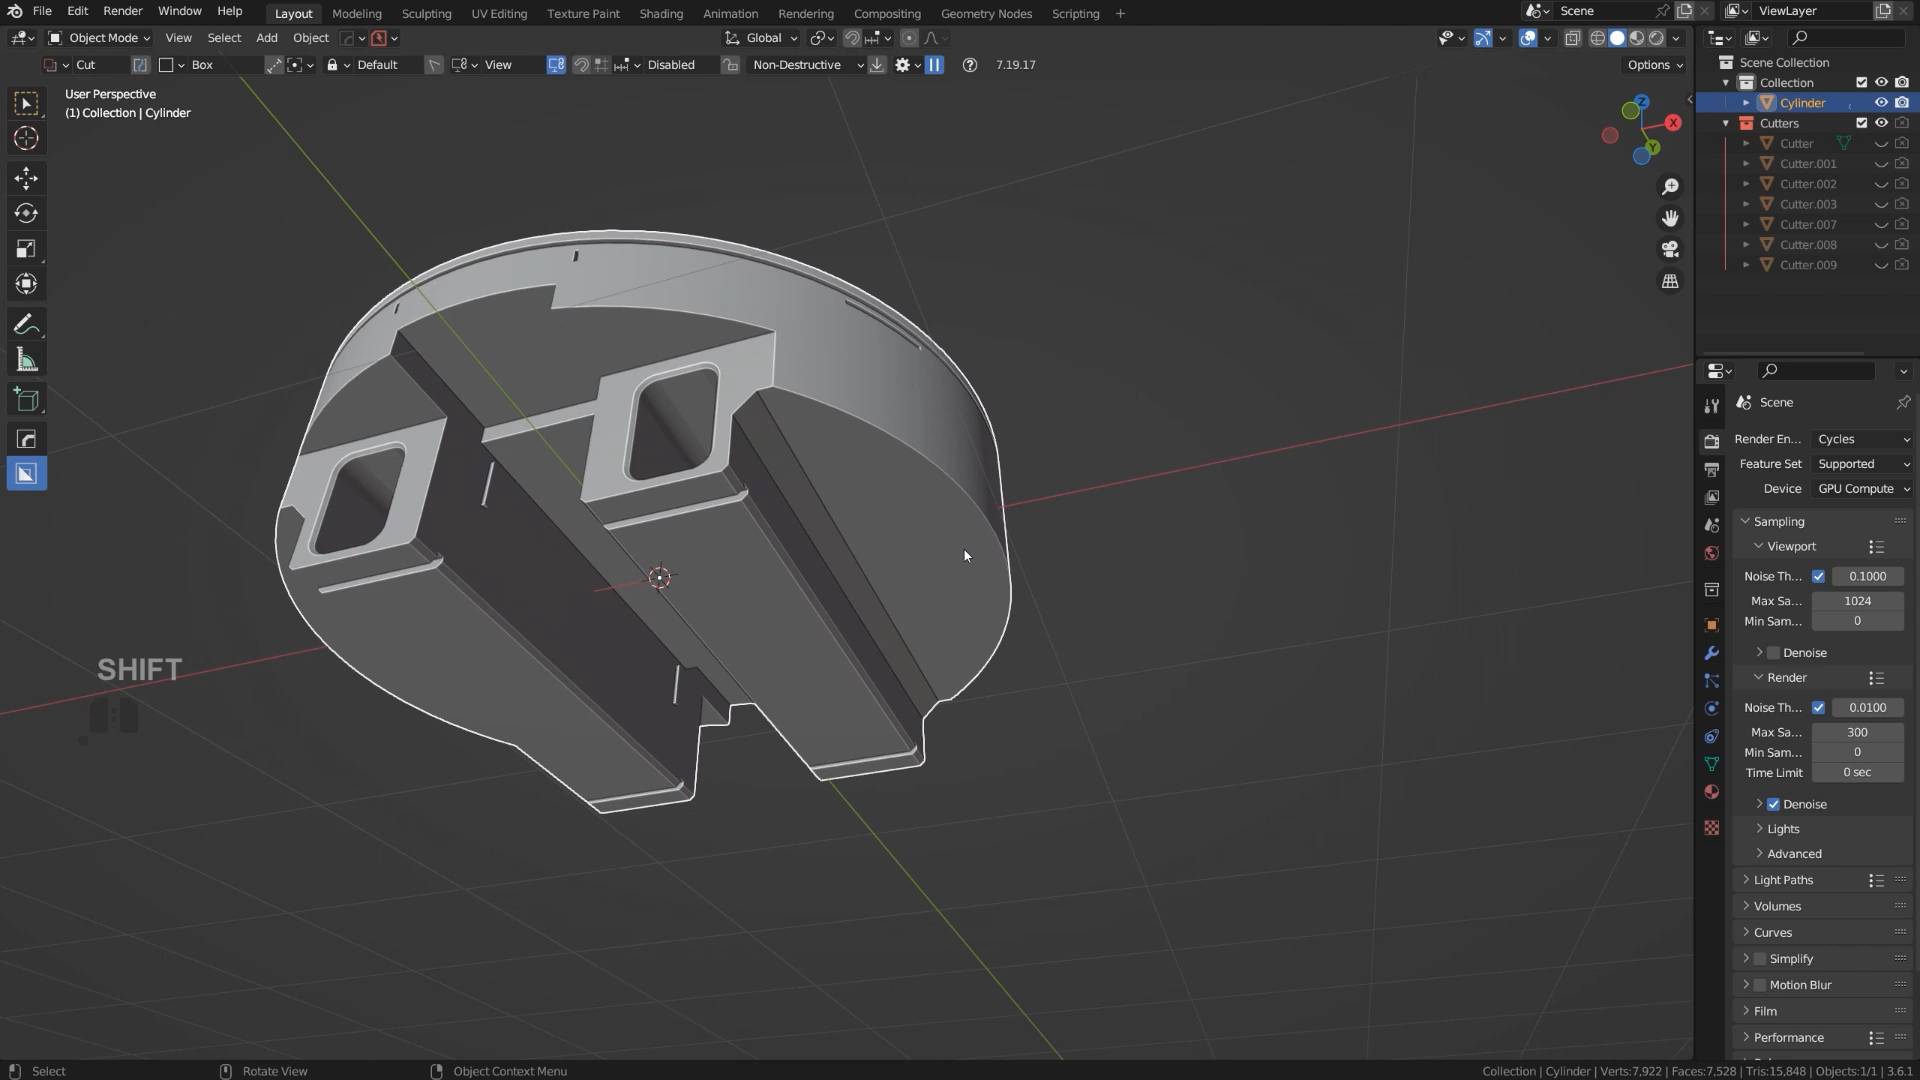 File Edit Render Window Help Layout Modeling Sculpting UV Editing Texture Paint Shading Animation Rendering Compositing Geometry Nodes Scripting + Scene ViewLayer
Object Mode View Select Add Object Global
Cut Box Default View Disabled Non-Destructive 7.19.17 Options
User Perspective
(1) Collection | Cylinder
Z
X
Y
SHIFT
Scene Collection
Collection
Cylinder
Cutters
Cutter
Cutter.001
Cutter.002
Cutter.003
Cutter.007
Cutter.008
Cutter.009
Scene
Render En... Cycles
Feature Set Supported
Device GPU Compute
Sampling
Viewport
Noise Th... 0.1000
Max Sa... 1024
Min Sam... 0
Denoise
Render
Noise Th... 0.0100
Max Sa... 300
Min Sam... 0
Time Limit 0 sec
Denoise
Lights
Advanced
Light Paths
Volumes
Curves
Simplify
Motion Blur
Film
Performance
Select Rotate View Object Context Menu Collection | Cylinder | Verts:7,922 | Faces:7,528 | Tris:15,848 | Objects:1/1 | 3.6.1